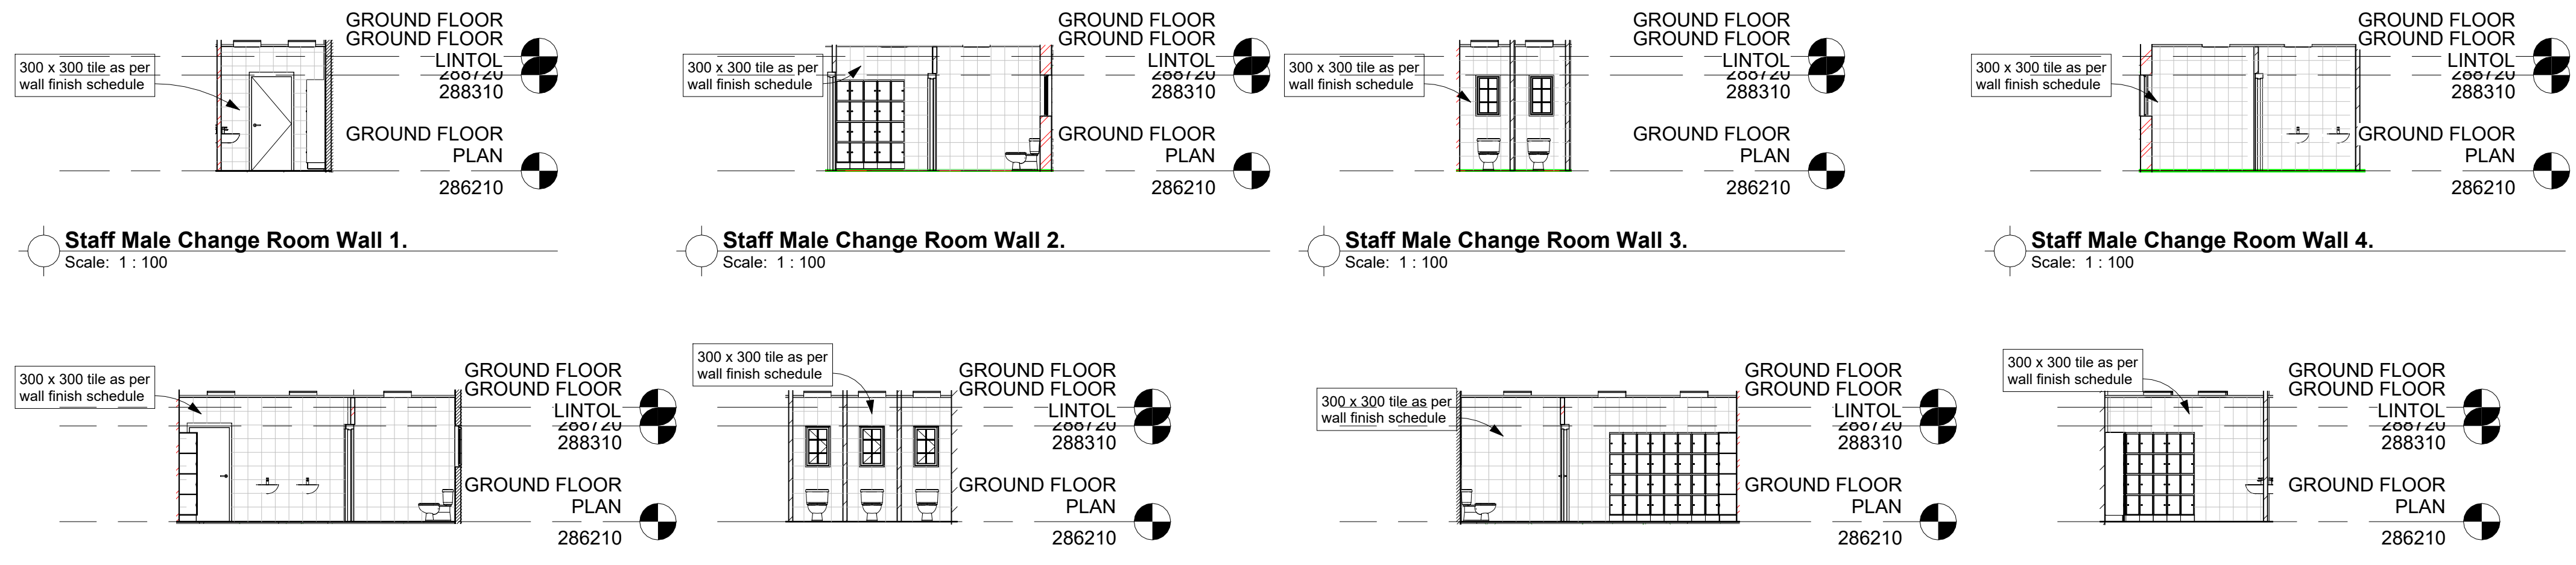 GROUND FLOOR
GROUND FLOOR
LINTOL
288720
288310
GROUND FLOOR
PLAN
286210
300 x 300 tile as per
wall finish schedule
Staff Male Change Room Wall 1.
Scale: 1 : 100
GROUND FLOOR
GROUND FLOOR
LINTOL
288720
288310
GROUND FLOOR
PLAN
286210
300 x 300 tile as per
wall finish schedule
Staff Male Change Room Wall 2.
Scale: 1 : 100
GROUND FLOOR
GROUND FLOOR
LINTOL
288720
288310
GROUND FLOOR
PLAN
286210
300 x 300 tile as per
wall finish schedule
Staff Male Change Room Wall 3.
Scale: 1 : 100
GROUND FLOOR
GROUND FLOOR
LINTOL
288720
288310
GROUND FLOOR
PLAN
286210
300 x 300 tile as per
wall finish schedule
Staff Male Change Room Wall 4.
Scale: 1 : 100
300 x 300 tile as per
wall finish schedule
GROUND FLOOR
GROUND FLOOR
LINTOL
288720
288310
GROUND FLOOR
PLAN
286210
300 x 300 tile as per
wall finish schedule
GROUND FLOOR
GROUND FLOOR
LINTOL
288720
288310
GROUND FLOOR
PLAN
286210
300 x 300 tile as per
wall finish schedule
GROUND FLOOR
GROUND FLOOR
LINTOL
288720
288310
GROUND FLOOR
PLAN
286210
300 x 300 tile as per
wall finish schedule
GROUND FLOOR
GROUND FLOOR
LINTOL
288720
288310
GROUND FLOOR
PLAN
286210